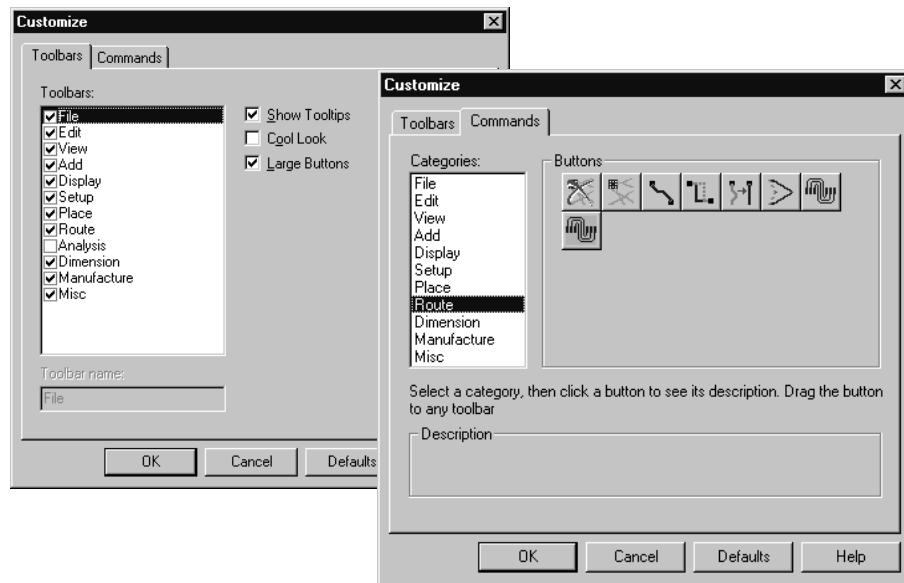 Customize
Toolbars
Commands
Toolbars:
File
Edit
View
Add
Display
Setup
Place
Route
Analysis
Dimension
Manufacture
Misc
Show Tooltips
Cool Look
Large Buttons
Toolbar name:
File
OK
Cancel
Defaults
Customize
Toolbars
Commands
Categories:
File
Edit
View
Add
Display
Setup
Place
Route
Dimension
Manufacture
Misc
Buttons
Select a category, then click a button to see its description. Drag the button
to any toolbar
Description
OK
Cancel
Defaults
Help